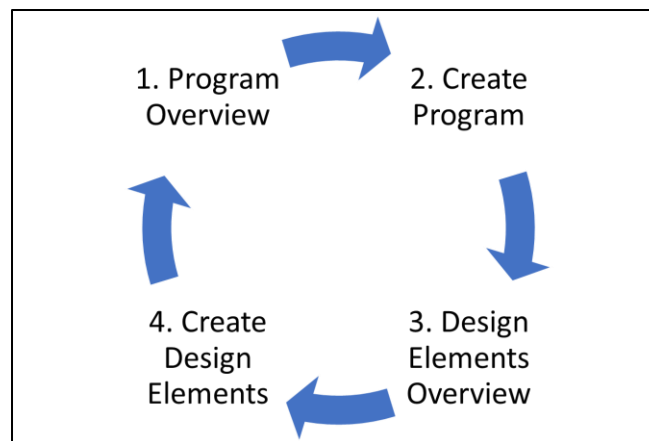 1. Program
Overview
2. Create
Program
3. Design
Elements
Overview
4. Create
Design
Elements